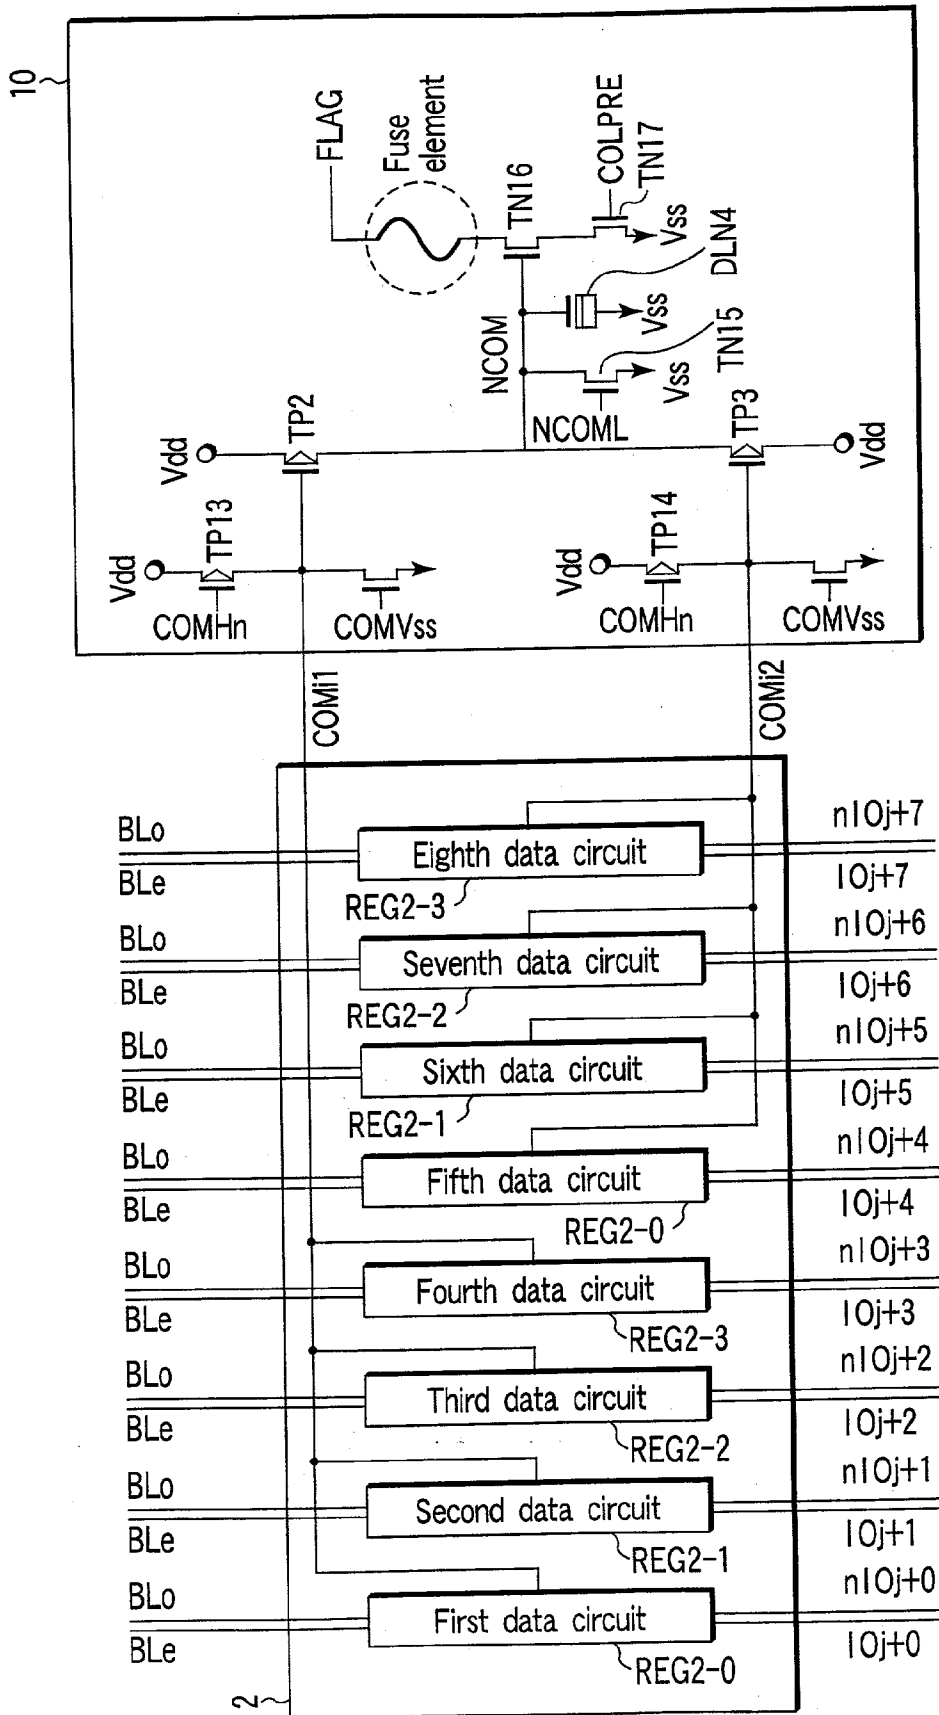 10
FLAG
Fuse
element
TN16
COLPRE
TN17
Vss
DLN4
Vss
NCOM
TN15
Vss
NCOML
Vdd
TP2
TP3
Vdd
Vdd
TP13
COMHn
COMVss
Vdd
TP14
COMHn
COMVss
COMi1
COMi2
BLo
BLe
Eighth data circuit
REG2-3
nIOj+7
IOj+7
BLo
BLe
Seventh data circuit
REG2-2
nIOj+6
IOj+6
BLo
BLe
Sixth data circuit
REG2-1
nIOj+5
IOj+5
BLo
BLe
Fifth data circuit
REG2-0
nIOj+4
IOj+4
BLo
BLe
Fourth data circuit
REG2-3
nIOj+3
IOj+3
BLo
BLe
Third data circuit
REG2-2
nIOj+2
IOj+2
BLo
BLe
Second data circuit
REG2-1
nIOj+1
IOj+1
BLo
BLe
First data circuit
REG2-0
nIOj+0
IOj+0
2